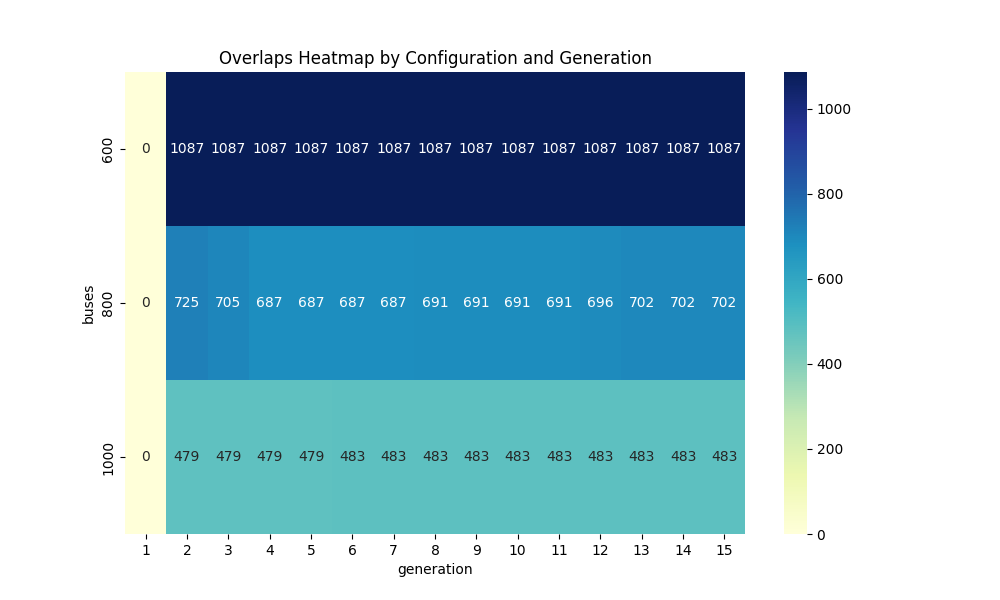 Overlaps Heatmap by Configuration and Generation
600
0 1087 1087 1087 1087 1087 1087 1087 1087 1087 1087 1087 1087 1087 1087
800
0 725 705 687 687 687 687 691 691 691 691 696 702 702 702
1000
0 479 479 479 479 483 483 483 483 483 483 483 483 483 483
buses
1 2 3 4 5 6 7 8 9 10 11 12 13 14 15
generation
1000
800
600
400
200
0